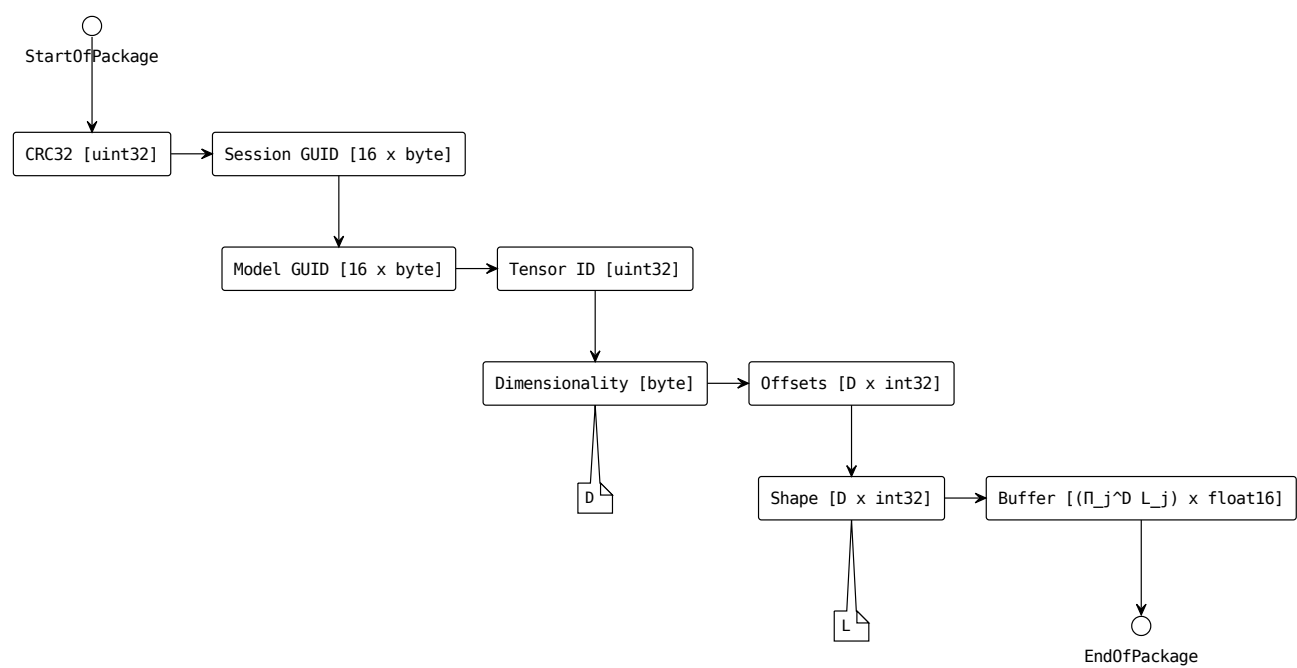 StartOfPackage
CRC32 [uint32]
Session GUID [16 x byte]
Model GUID [16 x byte]
Tensor ID [uint32]
Dimensionality [byte]
Offsets [D x int32]
D
Shape [D x int32]
Buffer [(Π_j^D L_j) x float16]
L
EndOfPackage